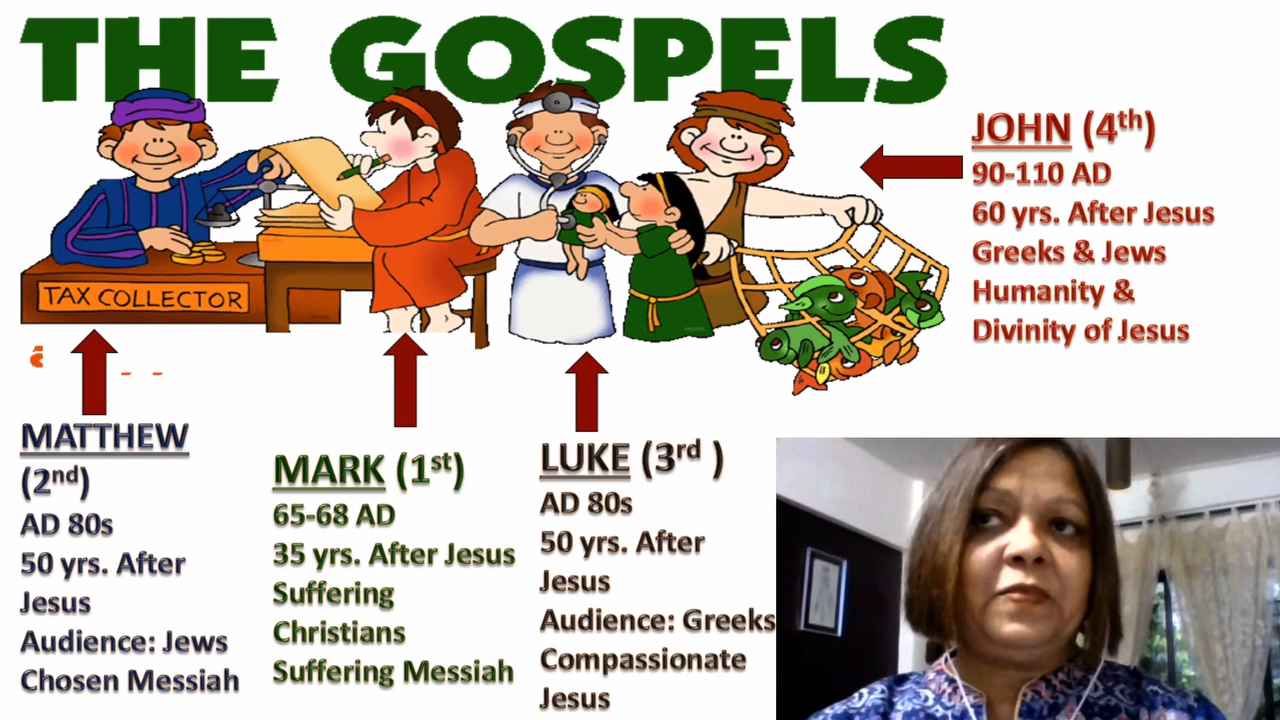 THE GOSPELS
TAX COLLECTOR
JOHN (4th)
90-110 AD
60 yrs. After Jesus
Greeks & Jews
Humanity &
Divinity of Jesus
MATTHEW
(2nd)
AD 80s
50 yrs. After
Jesus
Audience: Jews
Chosen Messiah
MARK (1st)
65-68 AD
35 yrs. After Jesus
Suffering
Christians
Suffering Messiah
LUKE (3rd )
AD 80s
50 yrs. After
Jesus
Audience: Greeks
Compassionate
Jesus